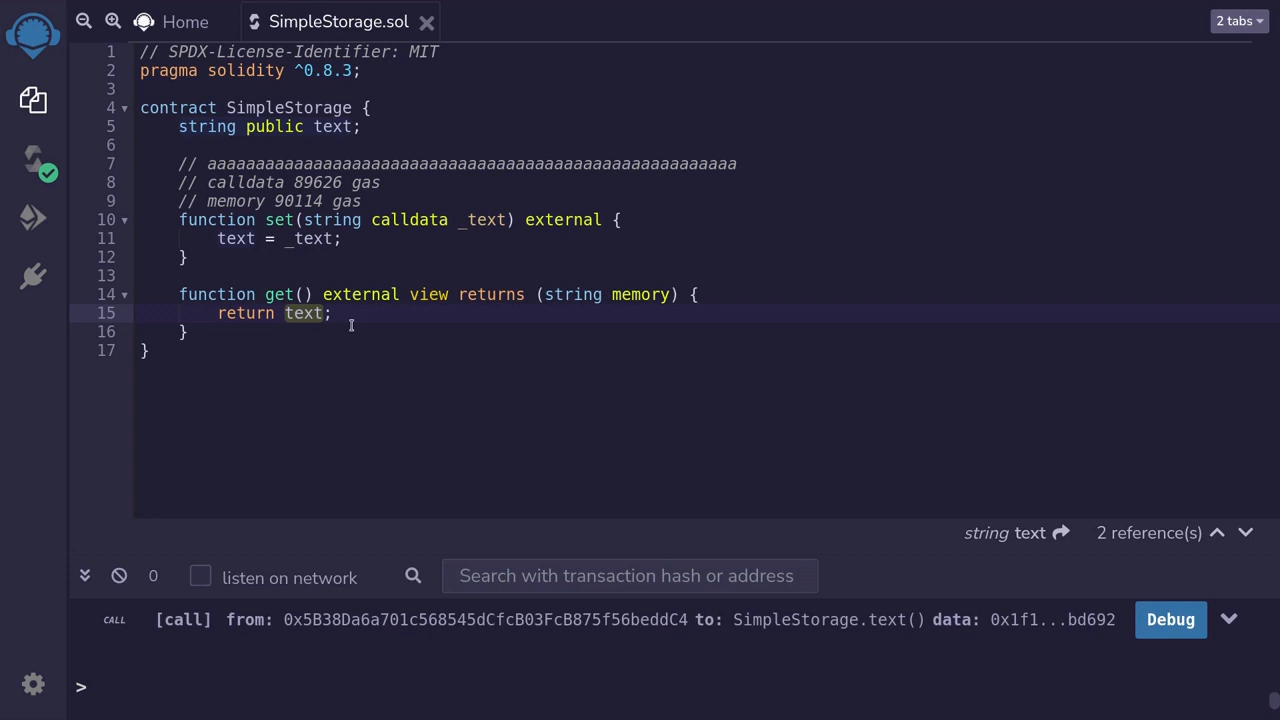 Home
SimpleStorage.sol
2 tabs
1 // SPDX-License-Identifier: MIT
2 pragma solidity ^0.8.3;
3
4 contract SimpleStorage {
5 string public text;
6
7 // aaaaaaaaaaaaaaaaaaaaaaaaaaaaaaaaaaaaaaaaaaaaaaaaaaaaaaa
8 // calldata 89626 gas
9 // memory 90114 gas
10 function set(string calldata _text) external {
11 text = _text;
12 }
13
14 function get() external view returns (string memory) {
15 return text;
16 }
17 }
string text 2 reference(s)
0 listen on network Search with transaction hash or address
CALL [call] from: 0x5B38Da6a701c568545dCfcB03FcB875f56beddC4 to: SimpleStorage.text() data: 0x1f1...bd692 Debug
>